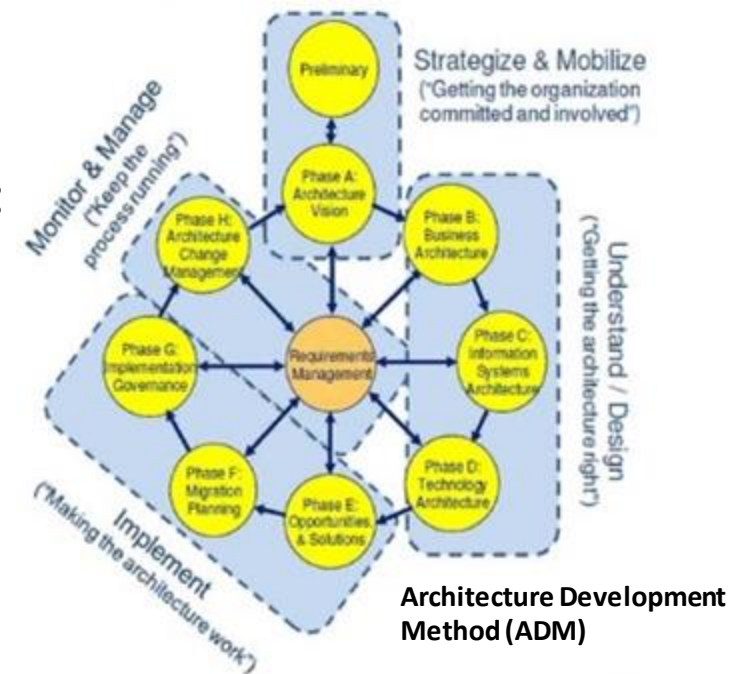 Preliminary
Strategize & Mobilize
("Getting the organization
committed and involved")
Phase A:
Architecture
Vision
Monitor & Manage
("Keep the
process running")
Phase H:
Architecture
Change
Management
Phase B:
Business
Architecture
Understand / Design
("Getting the architecture right")
Phase G:
Implementation
Governance
Requirements
Management
Phase C:
Information
Systems
Architecture
Phase F:
Migration
Planning
Phase E:
Opportunities
& Solutions
Phase D:
Technology
Architecture
Implement
("Making the architecture work")
Architecture Development
Method (ADM)